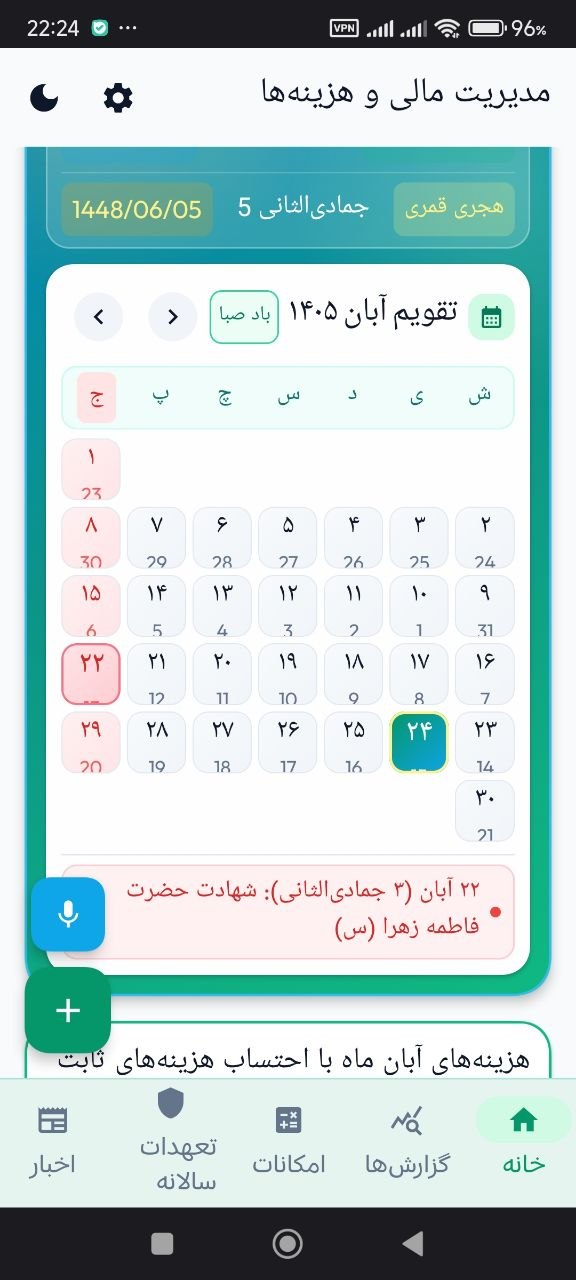 22:24
VPN
96%
مدیریت مالی و هزینه‌ها
هجری قمری
5 جمادی‌الثانی
1448/06/05
تقویم آبان ۱۴۰۵
باد صبا
ش ی د س چ پ ج
۱
23
۲ ۳ ۴ ۵ ۶ ۷ ۸
24 25 26 27 28 29 30
۹ ۱۰ ۱۱ ۱۲ ۱۳ ۱۴ ۱۵
31 1 2 3 4 5 6
۱۶ ۱۷ ۱۸ ۱۹ ۲۰ ۲۱ ۲۲
7 8 9 10 11 12
۲۳ ۲۴ ۲۵ ۲۶ ۲۷ ۲۸ ۲۹
14 16 17 18 19 20
۳۰
21
۲۲ آبان (۳ جمادی‌الثانی): شهادت حضرت
فاطمه زهرا (س)
هزینه‌های آبان ماه با احتساب هزینه‌های ثابت
خانه
گزارش‌ها
امکانات
تعهدات
سالانه
اخبار